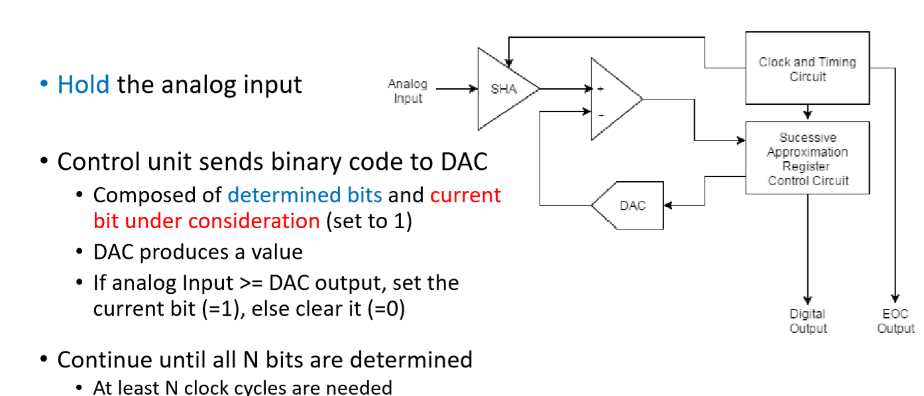 • Hold the analog input
• Control unit sends binary code to DAC
• Composed of determined bits and current
bit under consideration (set to 1)
• DAC produces a value
• If analog Input >= DAC output, set the
current bit (=1), else clear it (=0)
• Continue until all N bits are determined
• At least N clock cycles are needed
Analog
Input
SHA
+
-
Clock and Timing
Circuit
Sucessive
Approximation
Register
Control Circuit
DAC
Digital
Output
EOC
Output